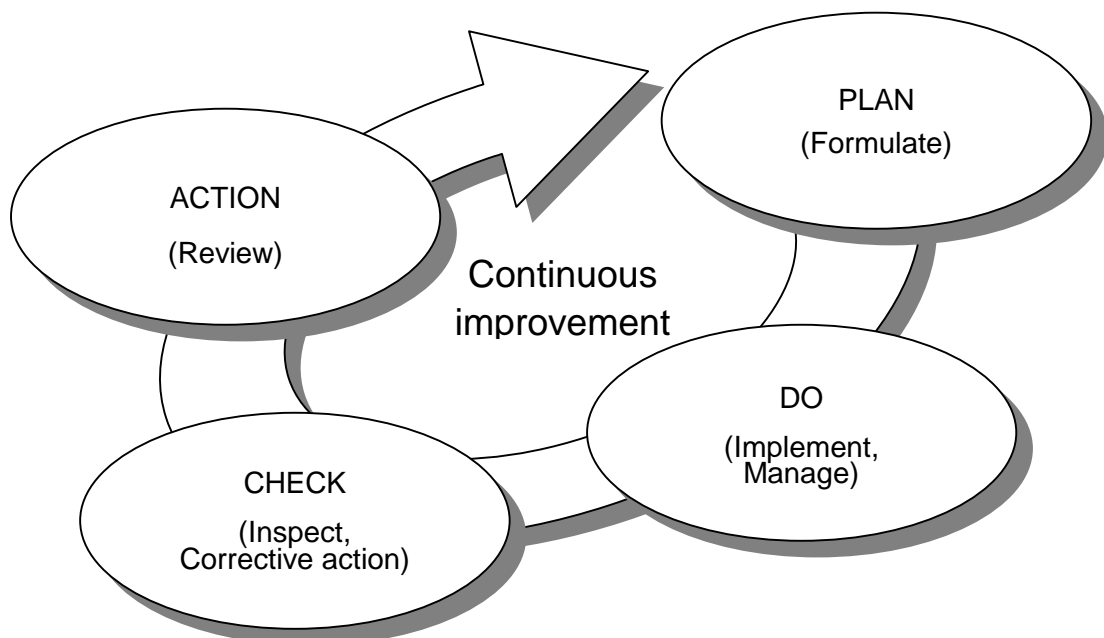 PLAN
(Formulate)
ACTION
(Review)
Continuous
improvement
DO
(Implement,
Manage)
CHECK
(Inspect,
Corrective action)